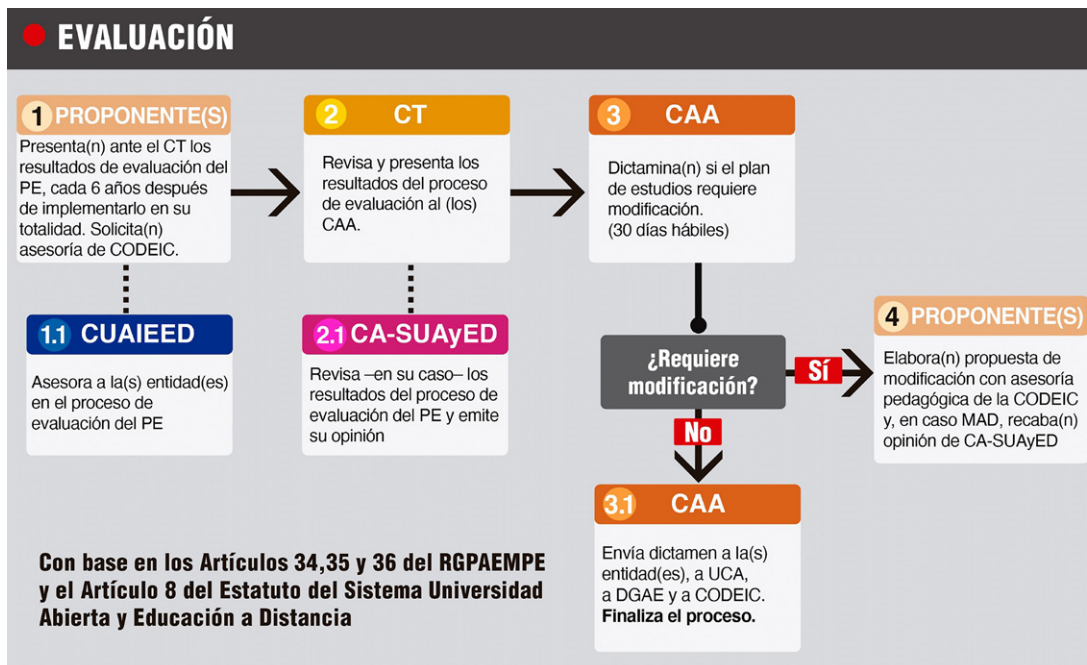 EVALUACIÓN
1 PROPONENTE(S)
Presenta(n) ante el CT los
resultados de evaluación del
PE, cada 6 años después
de implementarlo en su
totalidad. Solicita(n)
asesoría de CODEIC.
2 CT
Revisa y presenta los
resultados del proceso
de evaluación al (los)
CAA.
3 CAA
Dictamina(n) si el plan
de estudios requiere
modificación.
(30 días hábiles)
1.1 CUAIEED
Asesora a la(s) entidad(es)
en el proceso de
evaluación del PE
2.1 CA-SUAyED
Revisa –en su caso– los
resultados del proceso de
evaluación del PE y emite
su opinión
¿Requiere
modificación?
Sí
No
4 PROPONENTE(S)
Elabora(n) propuesta de
modificación con asesoría
pedagógica de la CODEIC
y, en caso MAD, recaba(n)
opinión de CA-SUAyED
3.1 CAA
Envía dictamen a la(s)
entidad(es), a UCA,
a DGAE y a CODEIC.
Finaliza el proceso.
Con base en los Artículos 34,35 y 36 del RGPAEMPE
y el Artículo 8 del Estatuto del Sistema Universidad
Abierta y Educación a Distancia